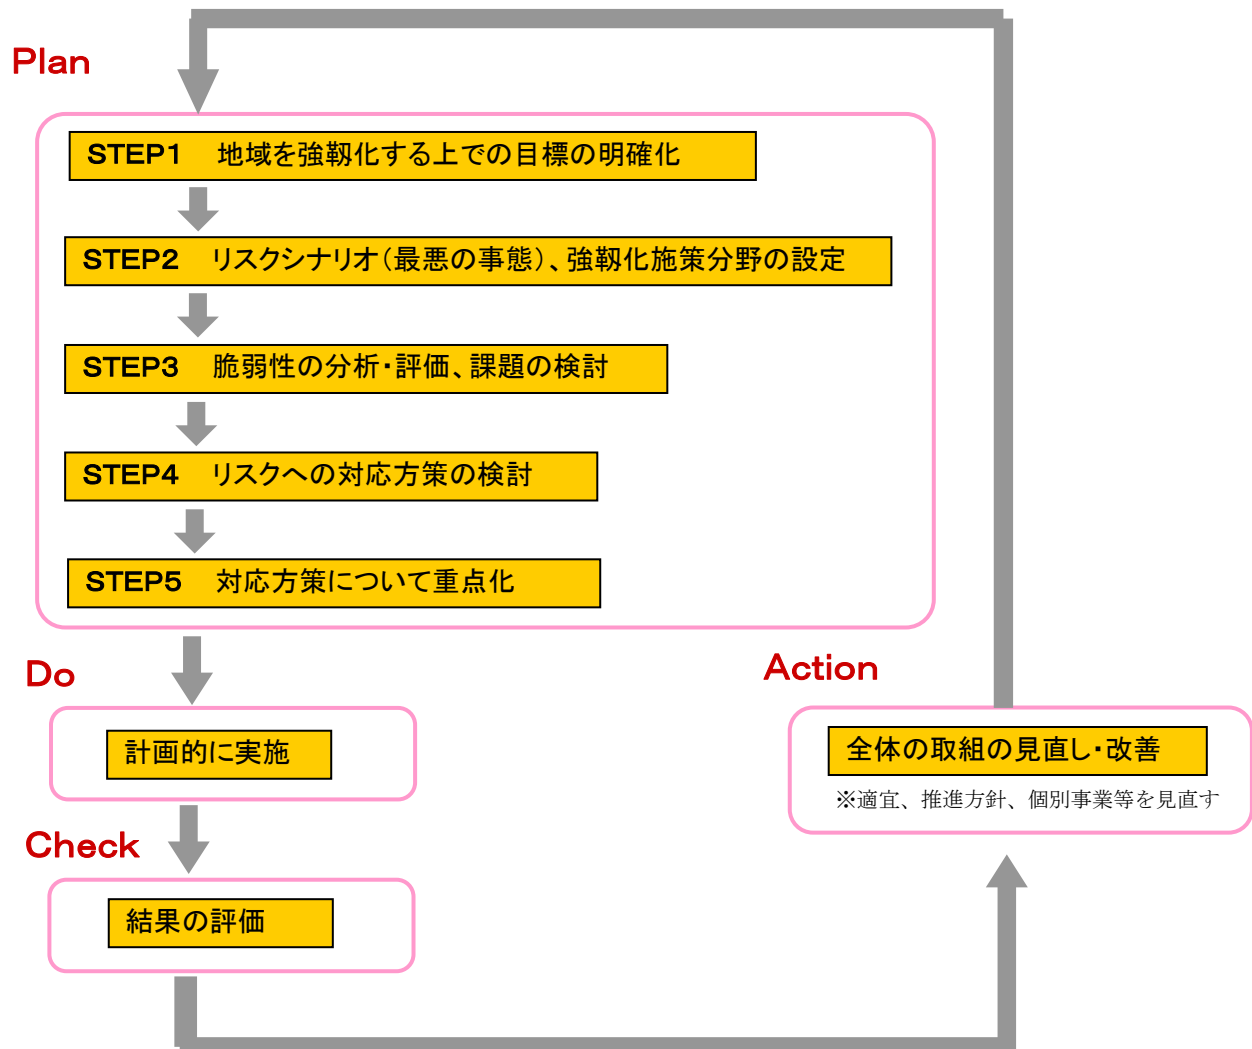 Plan
STEP1 地域を強靱化する上での目標の明確化
STEP2 リスクシナリオ(最悪の事態)、強靱化施策分野の設定
STEP3 脆弱性の分析・評価、課題の検討
STEP4 リスクへの対応方策の検討
STEP5 対応方策について重点化
Do
計画的に実施
Check
結果の評価
Action
全体の取組の見直し・改善
※適宜、推進方針、個別事業等を見直す